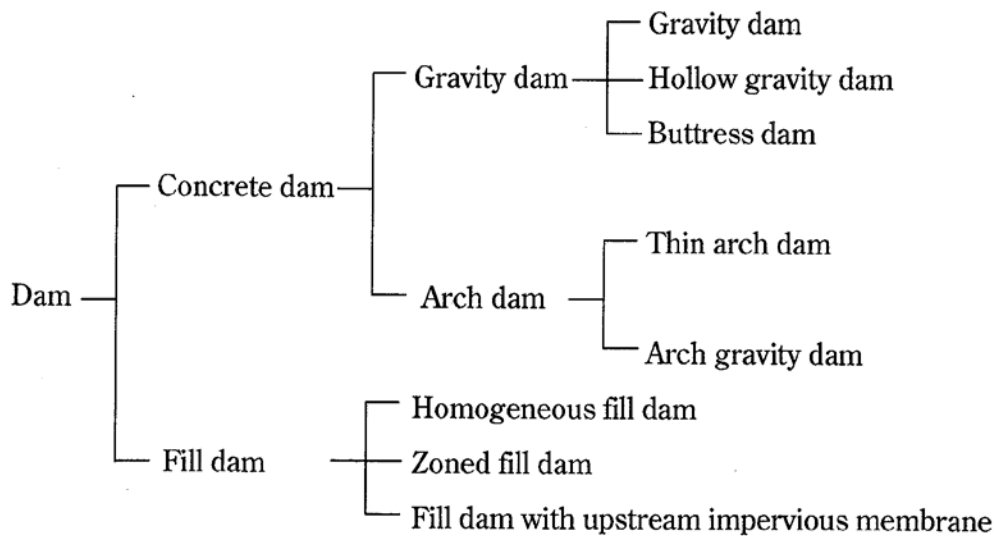 Dam
Concrete dam
Gravity dam
Gravity dam
Hollow gravity dam
Buttress dam
Arch dam
Thin arch dam
Arch gravity dam
Fill dam
Homogeneous fill dam
Zoned fill dam
Fill dam with upstream impervious membrane